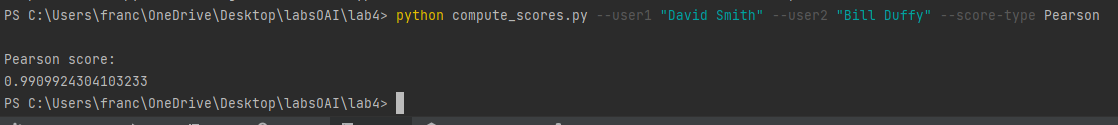 PS C:\Users\franc\OneDrive\Desktop\labsOAI\lab4> python compute_scores.py --user1 "David Smith" --user2 "Bill Duffy" --score-type Pearson
Pearson score:
0.9909924304103233
PS C:\Users\franc\OneDrive\Desktop\labsOAI\lab4>